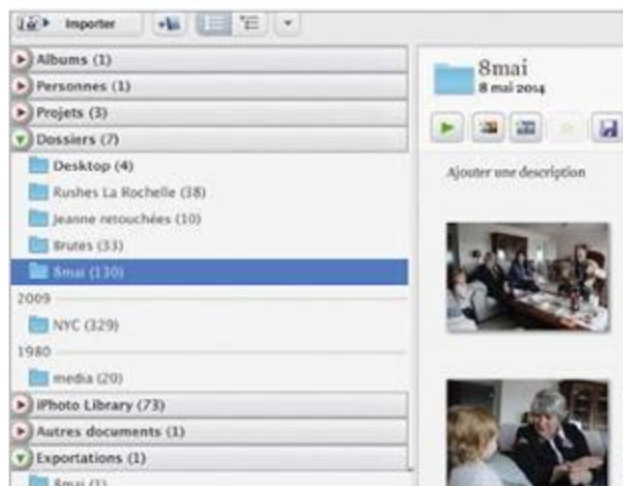 Importer
Albums (1)
Personnes (1)
Projets (3)
Dossiers (7)
Desktop (4)
Rushes La Rochelle (38)
Jeanne retouchées (10)
Brutes (33)
8mai (130)
2009
NYC (329)
1980
media (20)
iPhoto Library (73)
Autres documents (1)
Exportations (1)
8mai (1)
8mai
8 mai 2014
Ajouter une description